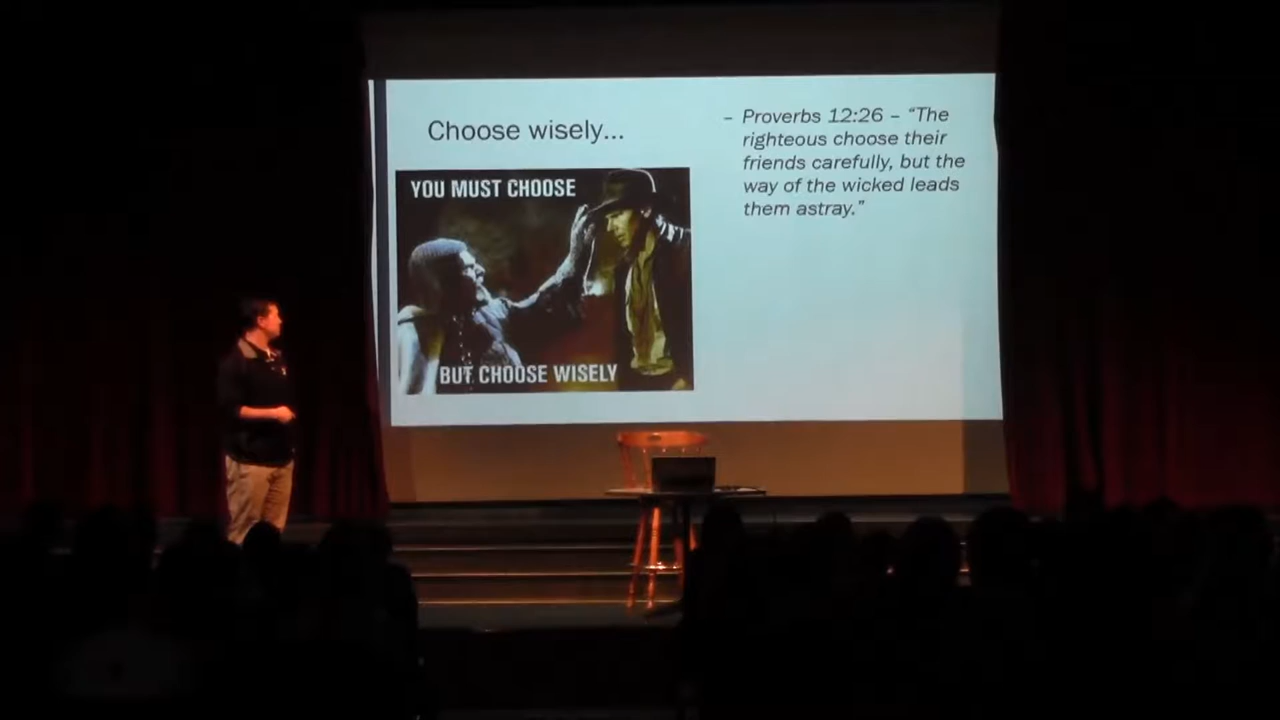 Choose wisely...
YOU MUST CHOOSE
BUT CHOOSE WISELY
– Proverbs 12:26 – “The
righteous choose their
friends carefully, but the
way of the wicked leads
them astray.”